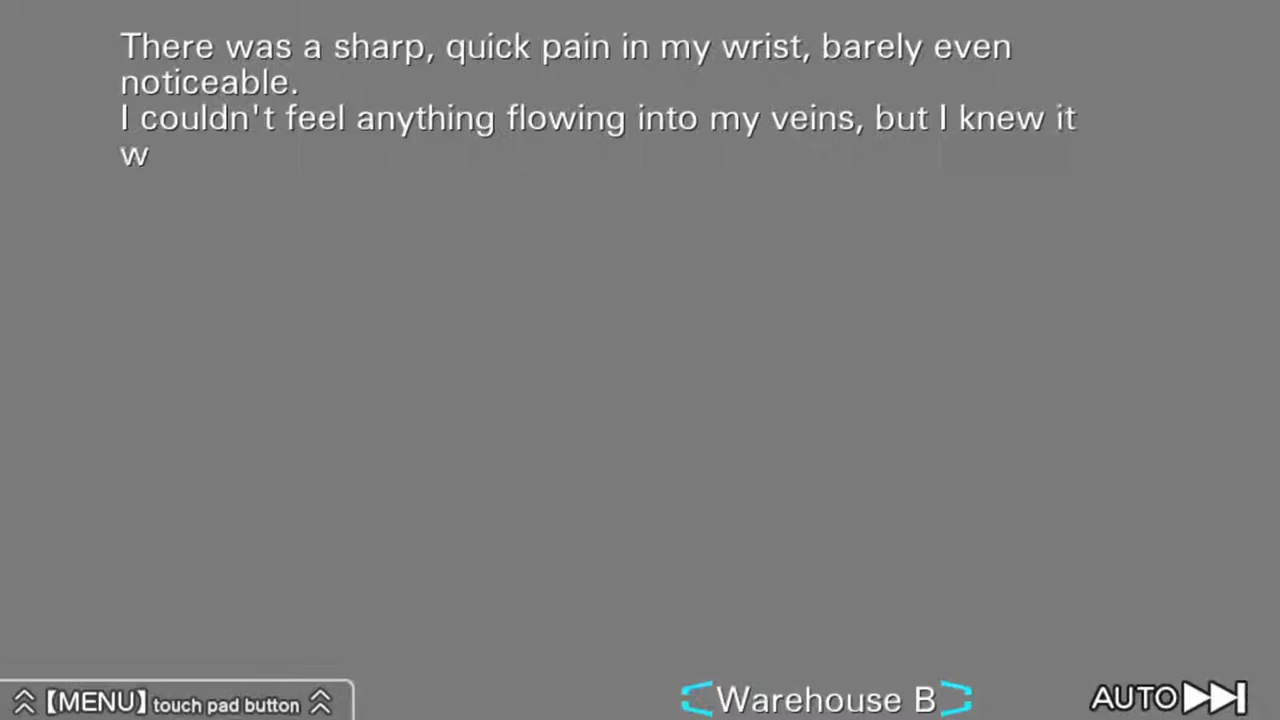 There was a sharp, quick pain in my wrist, barely even
noticeable.
I couldn't feel anything flowing into my veins, but I knew it
w
【MENU】 touch pad button
Warehouse B
AUTO